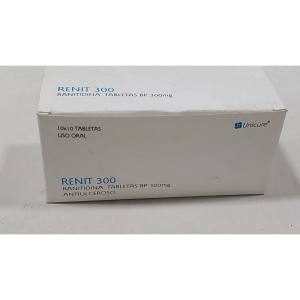 RENIT 300
RANITIDINA TABLETAS BP 300mg
10x10 TABLETAS
USO ORAL
Unicure
RENIT 300
RANITIDINA TABLETAS BP 300mg
ANTIULCEROSO